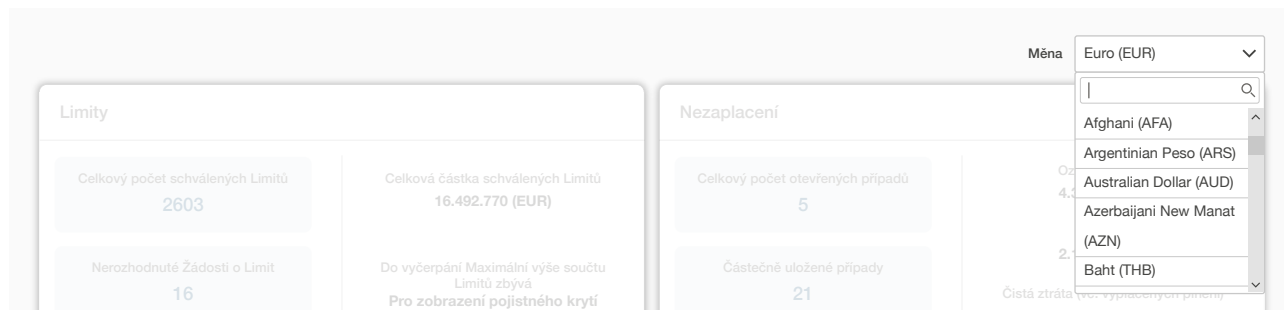 Měna
Euro (EUR)
Afghani (AFA)
Argentinian Peso (ARS)
Australian Dollar (AUD)
Azerbaijani New Manat
(AZN)
Baht (THB)
Limity
Celkový počet schválených Limitů
2603
Celková částka schválených Limitů
16.492.770 (EUR)
Nerozhodnuté Žádosti o Limit
16
Do vyčerpání Maximální výše součtu
Limitů zbývá
Pro zobrazení pojistného krytí
Nezaplacení
Celkový počet otevřených případů
5
Částečně uložené případy
21
Čistá ztráta (vč. vyplacených plnění)